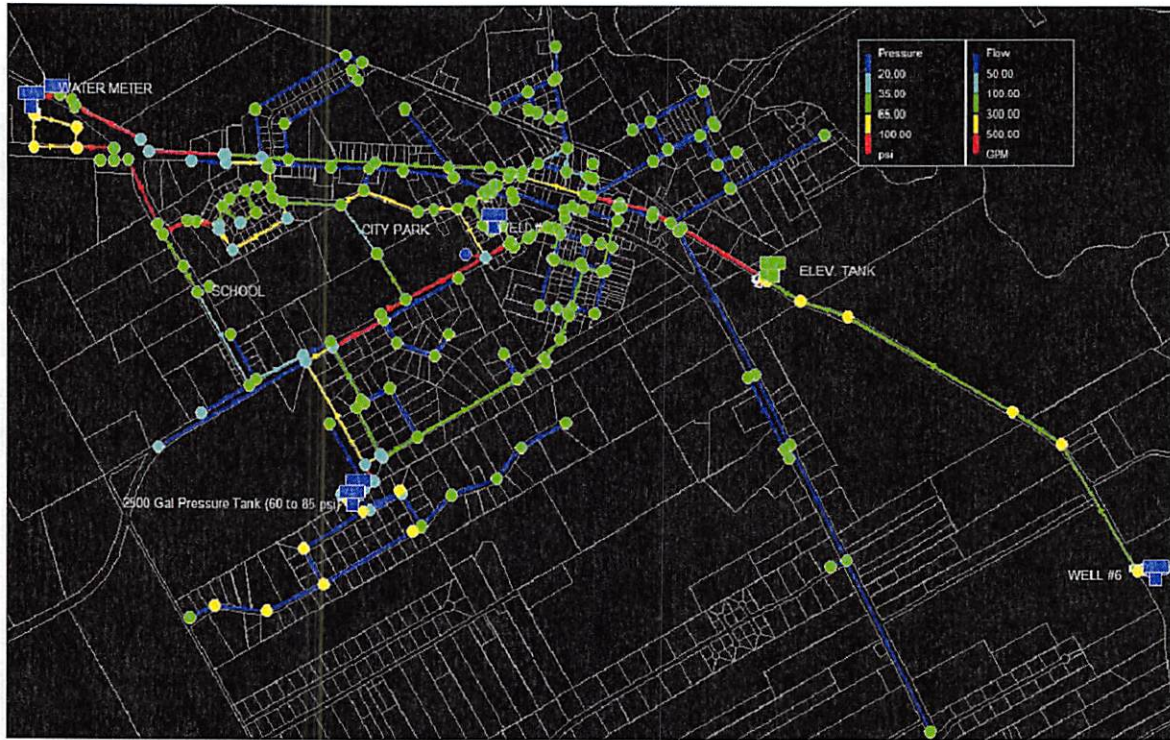 Pressure
20.00
35.00
65.00
100.00
psi
Flow
50.00
100.00
300.00
500.00
GPM
WATER METER
CITY PARK
ELEV. TANK
SCHOOL
2500 Gal Pressure Tank (60 to 85 psi)
WELL #6